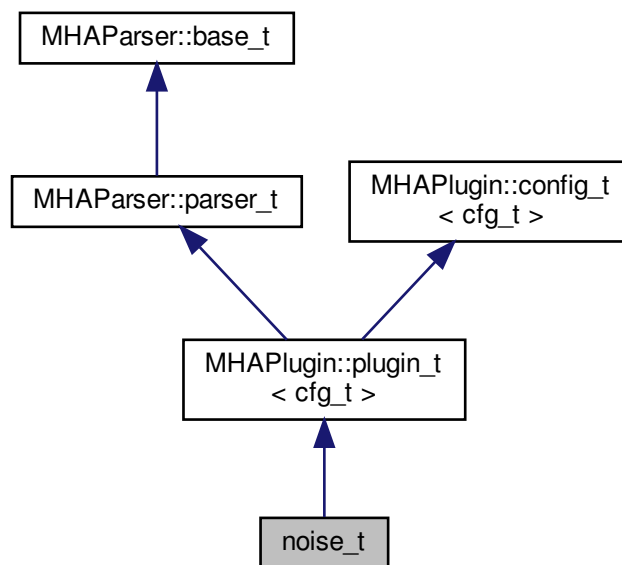 MHAParser::base_t
MHAParser::parser_t
MHAPlugin::config_t
< cfg_t >
MHAPlugin::plugin_t
< cfg_t >
noise_t